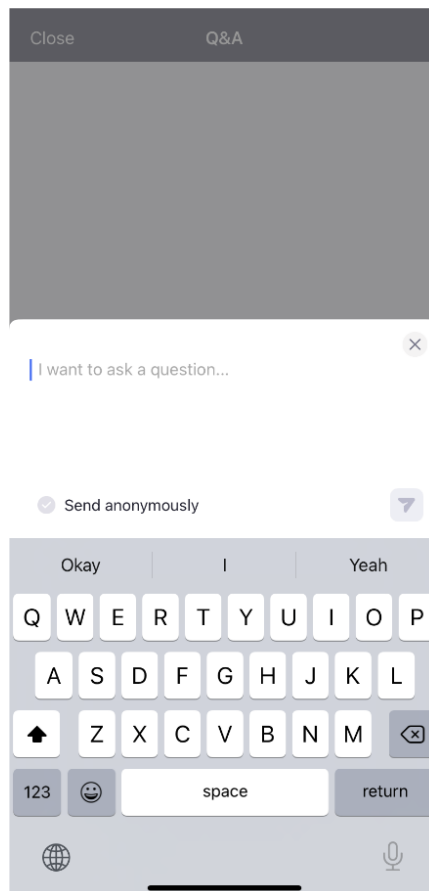 Close Q&A
I want to ask a question...
Send anonymously
Okay I Yeah
Q W E R T Y U I O P
A S D F G H J K L
Z X C V B N M
123 space return